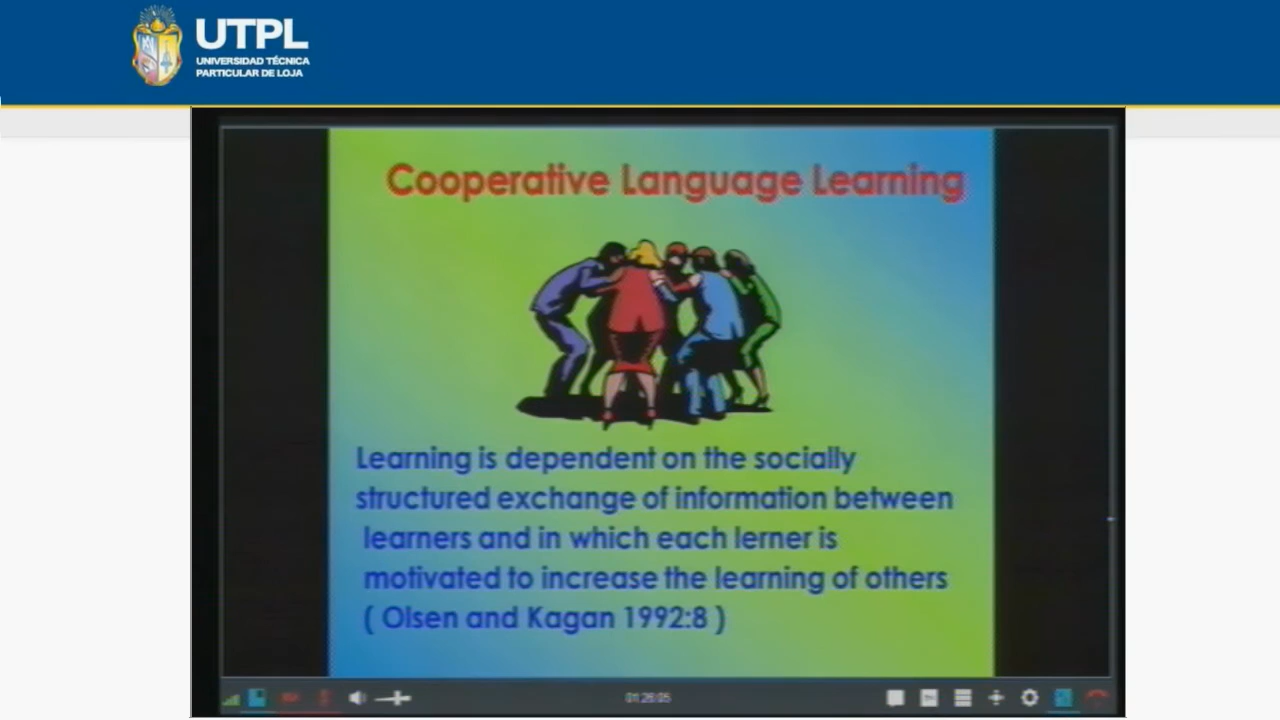 UTPL
UNIVERSIDAD TÉCNICA
PARTICULAR DE LOJA
Cooperative Language Learning
Learning is dependent on the socially
structured exchange of information between
learners and in which each lerner is
motivated to increase the learning of others
( Olsen and Kagan 1992:8 )
01:26:05